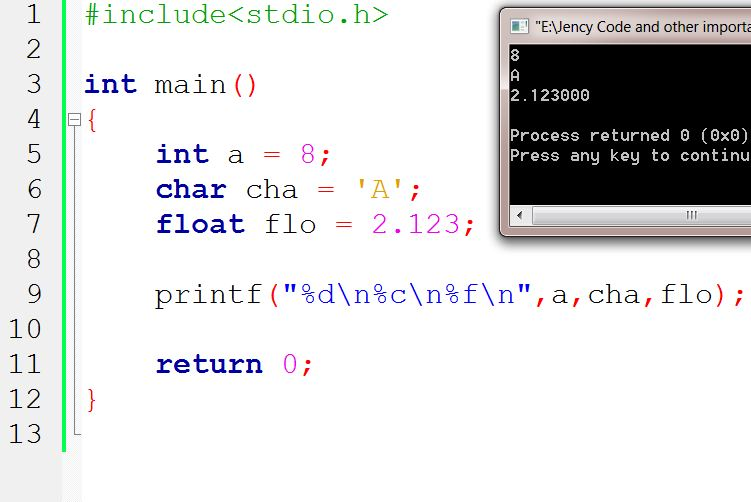 1 #include<stdio.h>
2
3 int main()
4 {
5 int a = 8;
6 char cha = 'A';
7 float flo = 2.123;
8
9 printf("%d\n%c\n%f\n",a,cha,flo);
10
11 return 0;
12 }
13
"E:\Jency Code and other importa
8
A
2.123000
Process returned 0 (0x0)
Press any key to continu